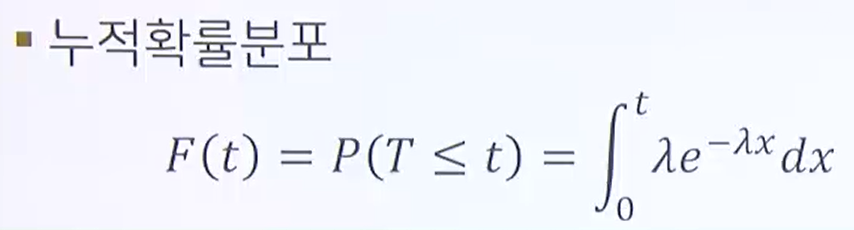 ▪ 누적확률분포
F(t) = P(T ≤ t) = ∫₀ᵗ λe^{−λx} dx